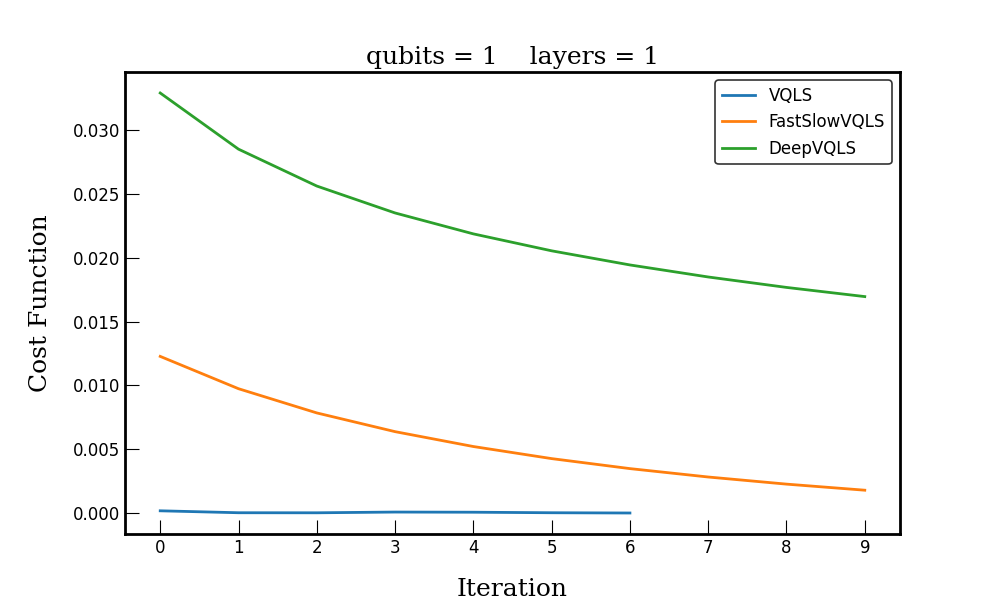 qubits = 1    layers = 1
VQLS
FastSlowVQLS
DeepVQLS
Cost Function
0.030
0.025
0.020
0.015
0.010
0.005
0.000
0 1 2 3 4 5 6 7 8 9
Iteration